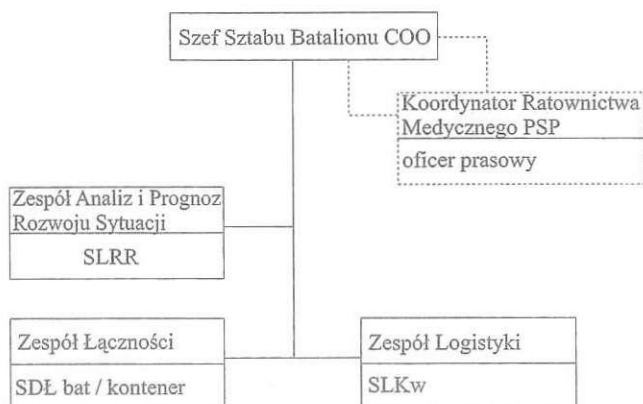 Szef Sztabu Batalionu COO
Koordynator Ratownictwa
Medycznego PSP
oficer prasowy
Zespół Analiz i Prognoz
Rozwoju Sytuacji
SLRR
Zespół Łączności
SDŁ bat / kontener
Zespół Logistyki
SLKw